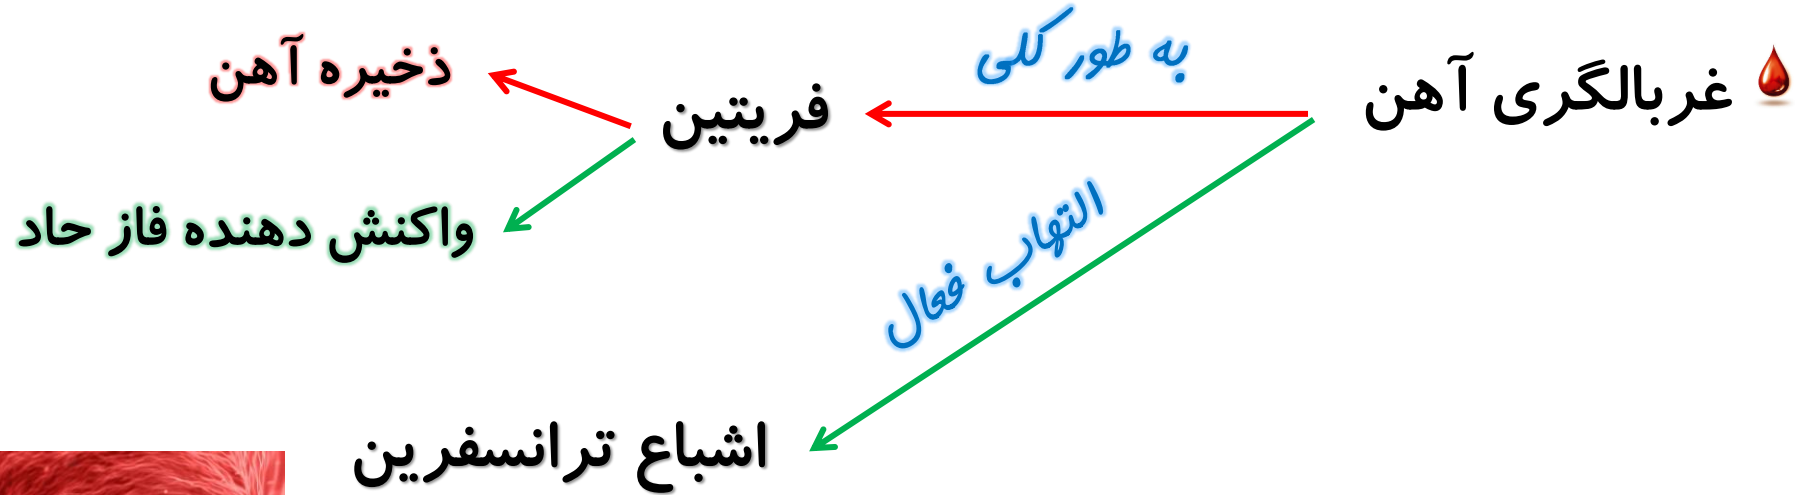 غربالگری آهن
به طور کلی
فریتین
ذخیره آهن
واکنش دهنده فاز حاد
التهاب فعال
اشباع ترانسفرین